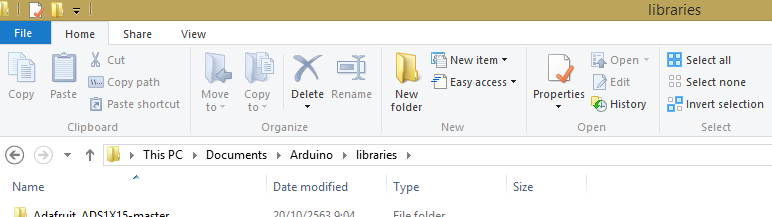 libraries
File Home Share View
Copy Paste Cut Copy path Paste shortcut
Move to Copy to Delete Rename
New folder New item Easy access
Properties Open Edit History
Select all Select none Invert selection
Clipboard Organize New Open Select
This PC Documents Arduino libraries
Name Date modified Type Size
Adafruit_ADS1X15-master 20/10/2563 9:04 File folder